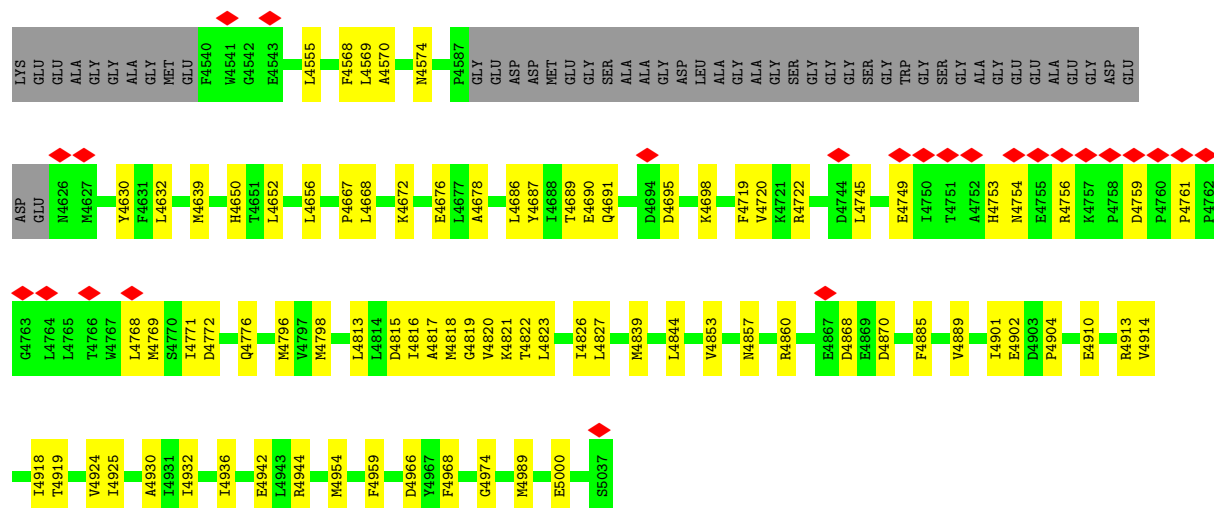 LYS GLU GLU ALA GLY GLY ALA GLY MET GLU F4540 W4541 G4542 E4543 L4555 F4568 L4569 A4570 N4574 P4587 GLY GLU ASP ASP MET GLU GLY SER ALA ALA GLY ASP LEU ALA GLY ALA GLY SER GLY GLY GLY SER GLY TRP GLY SER GLY ALA GLY GLU GLU ALA GLU GLY ASP GLU
ASP GLU N4626 M4627 Y4630 F4631 L4632 M4639 H4650 T4651 L4652 L4656 P4667 L4668 K4672 E4676 L4677 A4678 L4686 Y4687 I4688 T4689 E4690 Q4691 D4694 D4695 K4698 F4719 V4720 K4721 R4722 D4744 L4745 E4749 I4750 T4751 A4752 H4753 N4754 E4755 R4756 K4757 P4758 D4759 P4760 P4761 P4762
G4763 L4764 L4765 T4766 W4767 L4768 M4769 S4770 I4771 D4772 Q4776 M4796 V4797 M4798 L4813 L4814 D4815 I4816 A4817 M4818 G4819 V4820 K4821 T4822 L4823 I4826 L4827 M4839 L4844 V4853 N4857 R4860 E4867 D4868 E4869 D4870 F4885 V4889 I4901 E4902 D4903 P4904 E4910 R4913 V4914
I4918 T4919 V4924 I4925 A4930 I4931 I4932 I4936 E4942 L4943 R4944 M4954 F4959 D4966 Y4967 F4968 G4974 M4989 E5000 S5037